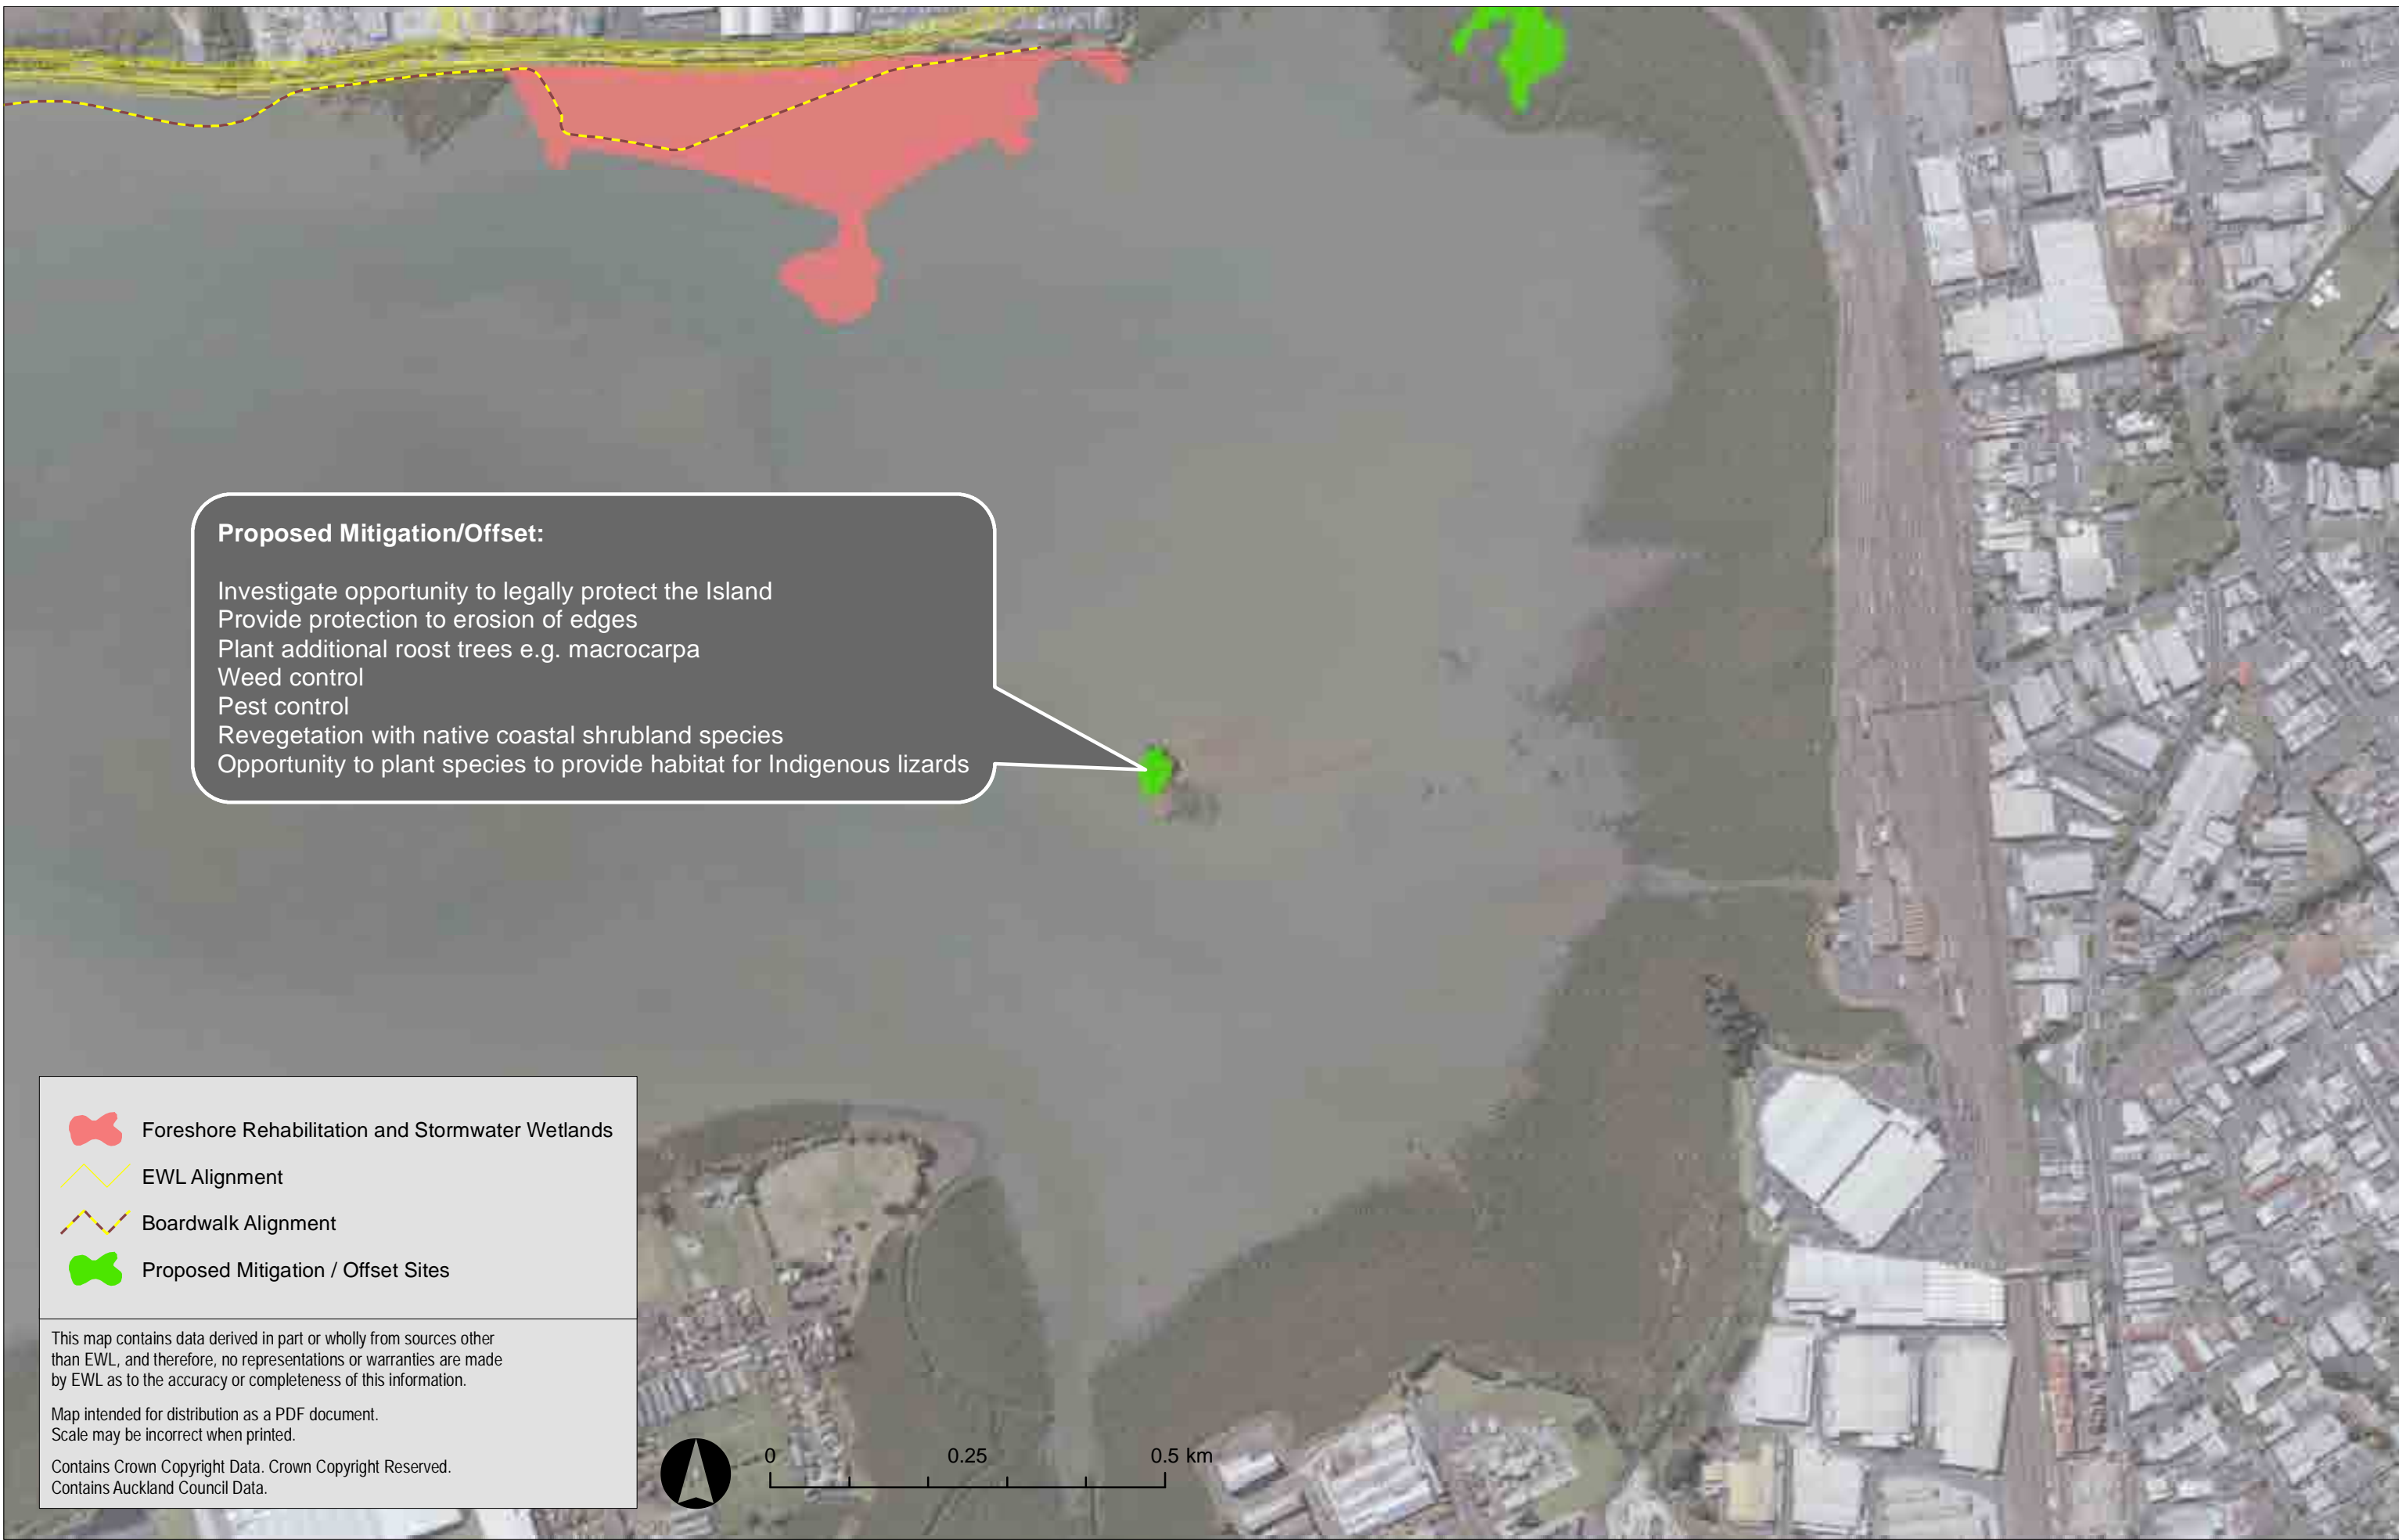 Proposed Mitigation/Offset:
Investigate opportunity to legally protect the Island
Provide protection to erosion of edges
Plant additional roost trees e.g. macrocarpa
Weed control
Pest control
Revegetation with native coastal shrubland species
Opportunity to plant species to provide habitat for Indigenous lizards
Foreshore Rehabilitation and Stormwater Wetlands
EWL Alignment
Boardwalk Alignment
Proposed Mitigation / Offset Sites
This map contains data derived in part or wholly from sources other
than EWL, and therefore, no representations or warranties are made
by EWL as to the accuracy or completeness of this information.
Map intended for distribution as a PDF document.
Scale may be incorrect when printed.
Contains Crown Copyright Data. Crown Copyright Reserved.
Contains Auckland Council Data.
0 0.25 0.5 km